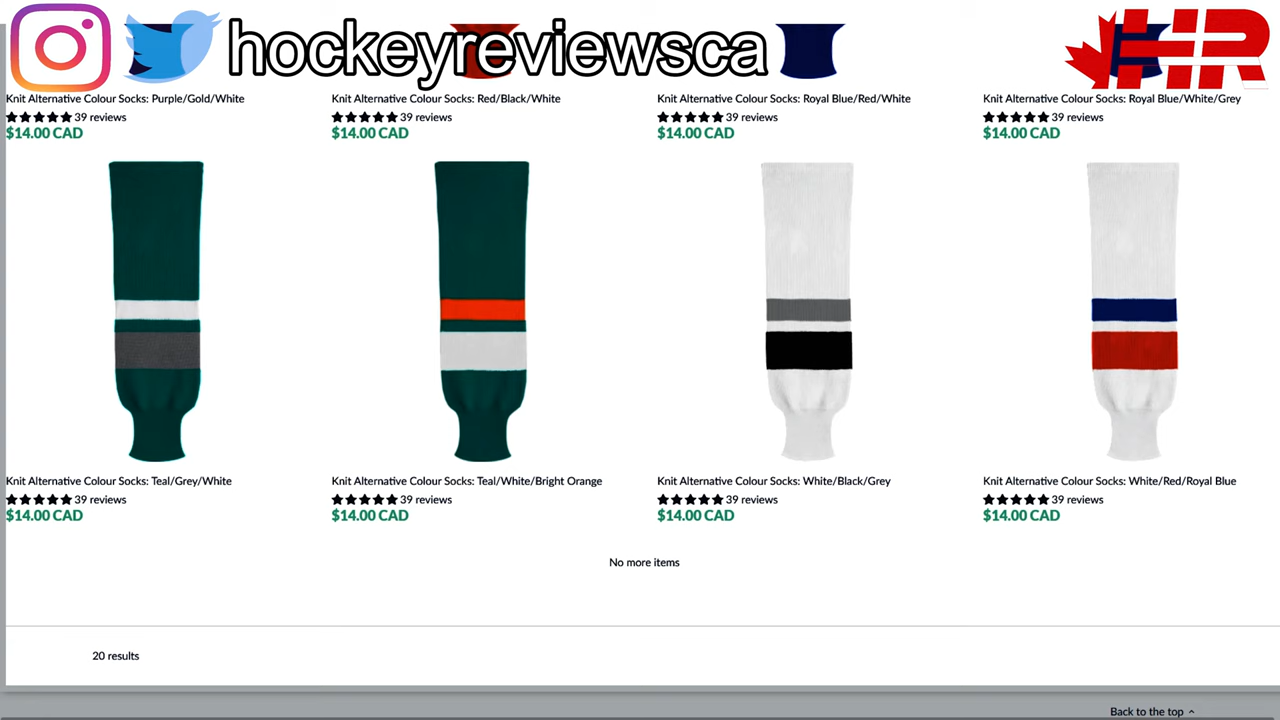 hockeyreviewsca
HR
Knit Alternative Colour Socks: Purple/Gold/White
39 reviews
$14.00 CAD
Knit Alternative Colour Socks: Red/Black/White
39 reviews
$14.00 CAD
Knit Alternative Colour Socks: Royal Blue/Red/White
39 reviews
$14.00 CAD
Knit Alternative Colour Socks: Royal Blue/White/Grey
39 reviews
$14.00 CAD
Knit Alternative Colour Socks: Teal/Grey/White
39 reviews
$14.00 CAD
Knit Alternative Colour Socks: Teal/White/Bright Orange
39 reviews
$14.00 CAD
Knit Alternative Colour Socks: White/Black/Grey
39 reviews
$14.00 CAD
Knit Alternative Colour Socks: White/Red/Royal Blue
39 reviews
$14.00 CAD
No more items
20 results
Back to the top